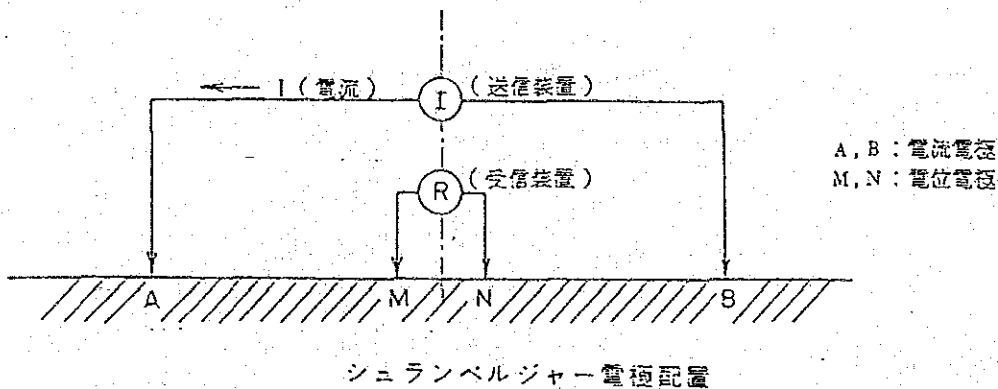 I（電流）
I
（送信装置）
R
（受信装置）
A, B：電流電極
M, N：電位電極
A M N B
シュランベルジャー電極配置